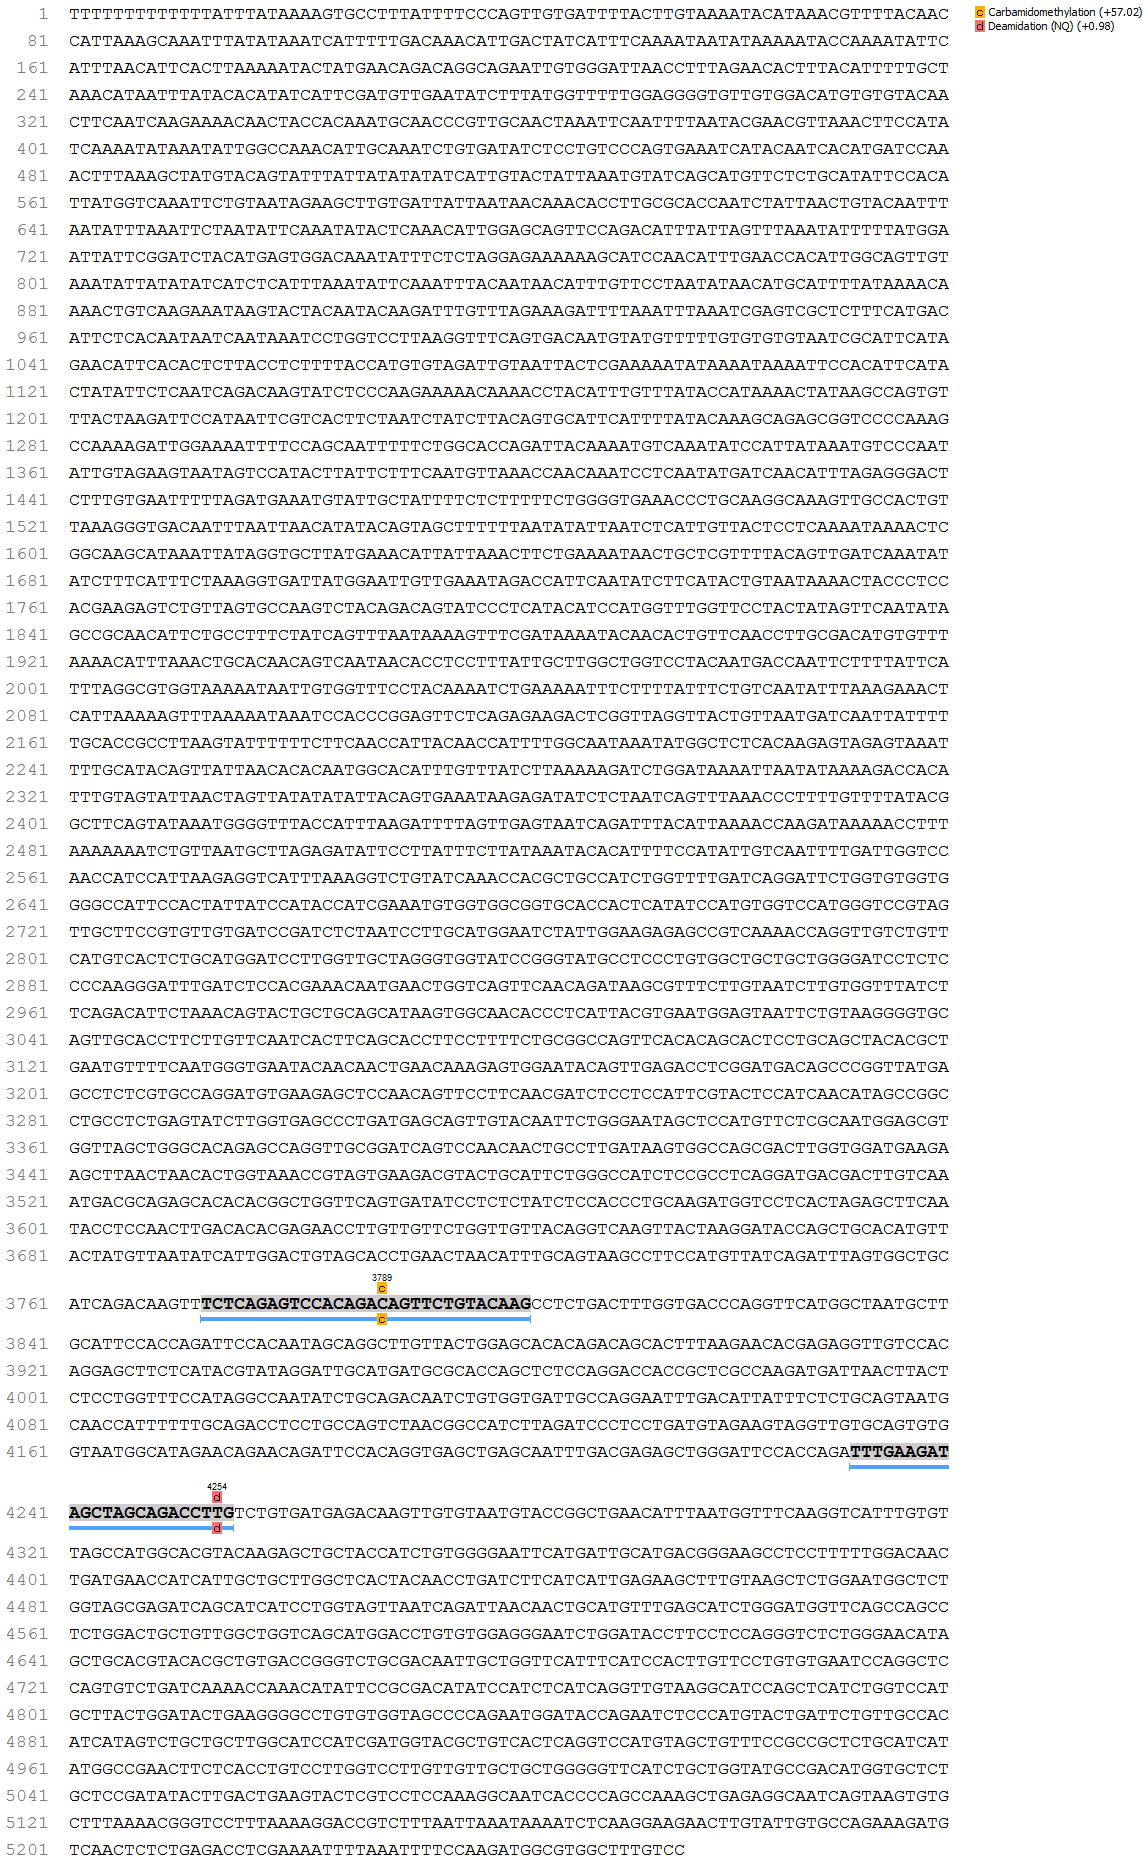 c Carbamidomethylation (+57.02)
d Deamidation (NQ) (+0.98)
1 TTTTTTTTTTTTTATTTATAAAAGTGCCTTTATTTTCCCAGTTGTGATTTTACTTGTAAAATACATAAACGTTTTACAAC
81 CATTAAAGCAAATTTATATAAATCATTTTTGACAAACATTGACTATCATTTCAAAATAATATAAAAATACCAAAATATTC
161 ATTTAACATTCACTTAAAAATACTATGAACAGACAGGCAGAATTGTGGGATTAACCTTTAGAACACTTTACATTTTTGCT
241 AAACATAATTTATACACATATCATTCGATGTTGAATATCTTTATGGTTTTTGGAGGGGTGTTGTGGACATGTGTGTACAA
321 CTTCAATCAAGAAAACAACTACCACAAATGCAACCCGTTGCAACTAAATTCAATTTTAATACGAACGTTAAACTTCCATA
401 TCAAAATATAAATATTGGCCAAACATTGCAAATCTGTGATATCTCCTGTCCCAGTGAAATCATACAATCACATGATCCAA
481 ACTTTAAAGCTATGTACAGTATTTATTATATATATCATTGTACTATTAAATGTATCAGCATGTTCTCTGCATATTCCACA
561 TTATGGTCAAATTCTGTAATAGAAGCTTGTGATTATTAATAACAAACACCTTGCGCACCAATCTATTAACTGTACAATTT
641 AATATTTAAATTCTAATATTCAAATATACTCAAACATTGGAGCAGTTCCAGACATTTATTAGTTTAAATATTTTTATGGA
721 ATTATTCGGATCTACATGAGTGGACAAATATTTCTCTAGGAGAAAAAAGCATCCAACATTTGAACCACATTGGCAGTTGT
801 AAATATTATATATCATCTCATTTAAATATTCAAATTTACAATAACATTTGTTCCTAATATAACATGCATTTTATAAAACA
881 AAACTGTCAAGAAATAAGTACTACAATACAAGATTTGTTTAGAAAGATTTTAAATTTAAATCGAGTCGCTCTTTCATGAC
961 ATTCTCACAATAATCAATAAATCCTGGTCCTTAAGGTTTCAGTGACAATGTATGTTTTTGTGTGTGTAATCGCATTCATA
1041 GAACATTCACACTCTTACCTCTTTTACCATGTGTAGATTGTAATTACTCGAAAAATATAAAATAAAATTCCACATTCATA
1121 CTATATTCTCAATCAGACAAGTATCTCCCAAGAAAAACAAAACCTACATTTGTTTATACCATAAAACTATAAGCCAGTGT
1201 TTACTAAGATTCCATAATTCGTCACTTCTAATCTATCTTACAGTGCATTCATTTTATACAAAGCAGAGCGGTCCCCAAAG
1281 CCAAAAGATTGGAAAATTTTCCAGCAATTTTTCTGGCACCAGATTACAAAATGTCAAATATCCATTATAAATGTCCCAAT
1361 ATTGTAGAAGTAATAGTCCATACTTATTCTTTCAATGTTAAACCAACAAATCCTCAATATGATCAACATTTAGAGGGACT
1441 CTTTGTGAATTTTTAGATGAAATGTATTGCTATTTTCTCTTTTTCTGGGGTGAAACCCTGCAAGGCAAAGTTGCCACTGT
1521 TAAAGGGTGACAATTTAATTAACATATACAGTAGCTTTTTTAATATATTAATCTCATTGTTACTCCTCAAAATAAAACTC
1601 GGCAAGCATAAATTATAGGTGCTTATGAAACATTATTAAACTTCTGAAAATAACTGCTCGTTTTACAGTTGATCAAATAT
1681 ATCTTTCATTTCTAAAGGTGATTATGGAATTGTTGAAATAGACCATTCAATATCTTCATACTGTAATAAAACTACCCTCC
1761 ACGAAGAGTCTGTTAGTGCCAAGTCTACAGACAGTATCCCTCATACATCCATGGTTTGGTTCCTACTATAGTTCAATATA
1841 GCCGCAACATTCTGCCTTTCTATCAGTTTAATAAAAGTTTCGATAAAATACAACACTGTTCAACCTTGCGACATGTGTTT
1921 AAAACATTTAAACTGCACAACAGTCAATAACACCTCCTTTATTGCTTGGCTGGTCCTACAATGACCAATTCTTTTATTCA
2001 TTTAGGCGTGGTAAAAATAATTGTGGTTTCCTACAAAATCTGAAAAATTTCTTTTATTTCTGTCAATATTTAAAGAAACT
2081 CATTAAAAAGTTTAAAAATAAATCCACCCGGAGTTCTCAGAGAAGACTCGGTTAGGTTACTGTTAATGATCAATTATTTT
2161 TGCACCGCCTTAAGTATTTTTTCTTCAACCATTACAACCATTTTGGCAATAAATATGGCTCTCACAAGAGTAGAGTAAAT
2241 TTTGCATACAGTTATTAACACACAATGGCACATTTGTTTATCTTAAAAAGATCTGGATAAAATTAATATAAAAGACCACA
2321 TTTGTAGTATTAACTAGTTATATATATTACAGTGAAATAAGAGATATCTCTAATCAGTTTAAACCCTTTTGTTTTATACG
2401 GCTTCAGTATAAATGGGGTTTACCATTTAAGATTTTAGTTGAGTAATCAGATTTACATTAAAACCAAGATAAAAACCTTT
2481 AAAAAAATCTGTTAATGCTTAGAGATATTCCTTATTTCTTATAAATACACATTTTCCATATTGTCAATTTTGATTGGTCC
2561 AACCATCCATTAAGAGGTCATTTAAAGGTCTGTATCAAACCACGCTGCCATCTGGTTTTGATCAGGATTCTGGTGTGGTG
2641 GGGCCATTCCACTATTATCCATACCATCGAAATGTGGTGGCGGTGCACCACTCATATCCATGTGGTCCATGGGTCCGTAG
2721 TTGCTTCCGTGTTGTGATCCGATCTCTAATCCTTGCATGGAATCTATTGGAAGAGAGCCGTCAAAACCAGGTTGTCTGTT
2801 CATGTCACTCTGCATGGATCCTTGGTTGCTAGGGTGGTATCCGGGTATGCCTCCCTGTGGCTGCTGCTGGGGATCCTCTC
2881 CCCAAGGGATTTGATCTCCACGAAACAATGAACTGGTCAGTTCAACAGATAAGCGTTTCTTGTAATCTTGTGGTTTATCT
2961 TCAGACATTCTAAACAGTACTGCTGCAGCATAAGTGGCAACACCCTCATTACGTGAATGGAGTAATTCTGTAAGGGGTGC
3041 AGTTGCACCTTCTTGTTCAATCACTTCAGCACCTTCCTTTTCTGCGGCCAGTTCACACAGCACTCCTGCAGCTACACGCT
3121 GAATGTTTTCAATGGGTGAATACAACAACTGAACAAAGAGTGGAATACAGTTGAGACCTCGGATGACAGCCCGGTTATGA
3201 GCCTCTCGTGCCAGGATGTGAAGAGCTCCAACAGTTCCTTCAACGATCTCCTCCATTCGTACTCCATCAACATAGCCGGC
3281 CTGCCTCTGAGTATCTTGGTGAGCCCTGATGAGCAGTTGTACAATTCTGGGAATAGCTCCATGTTCTCGCAATGGAGCGT
3361 GGTTAGCTGGGCACAGAGCCAGGTTGCGGATCAGTCCAACAACTGCCTTGATAAGTGGCCAGCGACTTGGTGGATGAAGA
3441 AGCTTAACTAACACTGGTAAACCGTAGTGAAGACGTACTGCATTCTGGGCCATCTCCGCCTCAGGATGACGACTTGTCAA
3521 ATGACGCAGAGCACACACGGCTGGTTCAGTGATATCCTCTCTATCTCCACCCTGCAAGATGGTCCTCACTAGAGCTTCAA
3601 TACCTCCAACTTGACACACGAGAACCTTGTTGTTCTGGTTGTTACAGGTCAAGTTACTAAGGATACCAGCTGCACATGTT
3681 ACTATGTTAATATCATTGGACTGTAGCACCTGAACTAACATTTGCAGTAAGCCTTCCATGTTATCAGATTTAGTGGCTGC
3789
c
3761 ATCAGACAAGTTTCTCAGAGTCCACAGACAGTTCTGTACAAGCCTCTGACTTTGGTGACCCAGGTTCATGGCTAATGCTT
c
3841 GCATTCCACCAGATTCCACAATAGCAGGCTTGTTACTGGAGCACACAGACAGCACTTTAAGAACACGAGAGGTTGTCCAC
3921 AGGAGCTTCTCATACGTATAGGATTGCATGATGCGCACCAGCTCTCCAGGACCACCGCTCGCCAAGATGATTAACTTACT
4001 CTCCTGGTTTCCATAGGCCAATATCTGCAGACAATCTGTGGTGATTGCCAGGAATTTGACATTATTTCTCTGCAGTAATG
4081 CAACCATTTTTTGCAGACCTCCTGCCAGTCTAACGGCCATCTTAGATCCCTCCTGATGTAGAAGTAGGTTGTGCAGTGTG
4161 GTAATGGCATAGAACAGAACAGATTCCACAGGTGAGCTGAGCAATTTGACGAGAGCTGGGATTCCACCAGATTTGAAGAT
4254
d
4241 AGCTAGCAGACCTTGTCTGTGATGAGACAAGTTGTGTAATGTACCGGCTGAACATTTAATGGTTTCAAGGTCATTTGTGT
d
4321 TAGCCATGGCACGTACAAGAGCTGCTACCATCTGTGGGGAATTCATGATTGCATGACGGGAAGCCTCCTTTTTGGACAAC
4401 TGATGAACCATCATTGCTGCTTGGCTCACTACAACCTGATCTTCATCATTGAGAAGCTTTGTAAGCTCTGGAATGGCTCT
4481 GGTAGCGAGATCAGCATCATCCTGGTAGTTAATCAGATTAACAACTGCATGTTTGAGCATCTGGGATGGTTCAGCCAGCC
4561 TCTGGACTGCTGTTGGCTGGTCAGCATGGACCTGTGTGGAGGGAATCTGGATACCTTCCTCCAGGGTCTCTGGGAACATA
4641 GCTGCACGTACACGCTGTGACCGGGTCTGCGACAATTGCTGGTTCATTTCATCCACTTGTTCCTGTGTGAATCCAGGCTC
4721 CAGTGTCTGATCAAAACCAAACATATTCCGCGACATATCCATCTCATCAGGTTGTAAGGCATCCAGCTCATCTGGTCCAT
4801 GCTTACTGGATACTGAAGGGGCCTGTGTGGTAGCCCCAGAATGGATACCAGAATCTCCCATGTACTGATTCTGTTGCCAC
4881 ATCATAGTCTGCTGCTTGGCATCCATCGATGGTACGCTGTCACTCAGGTCCATGTAGCTGTTTCCGCCGCTCTGCATCAT
4961 ATGGCCGAACTTCTCACCTGTCCTTGGTCCTTGTTGTTGCTGCTGGGGGTTCATCTGCTGGTATGCCGACATGGTGCTCT
5041 GCTCCGATATACTTGACTGAAGTACTCGTCCTCCAAAGGCAATCACCCCAGCCAAAGCTGAGAGGCAATCAGTAAGTGTG
5121 CTTTAAAACGGGTCCTTTAAAAGGACCGTCTTTAATTAAATAAAATCTCAAGGAAGAACTTGTATTGTGCCAGAAAGATG
5201 TCAACTCTCTGAGACCTCGAAAATTTTAAATTTTCCAAGATGGCGTGGCTTTGTCC